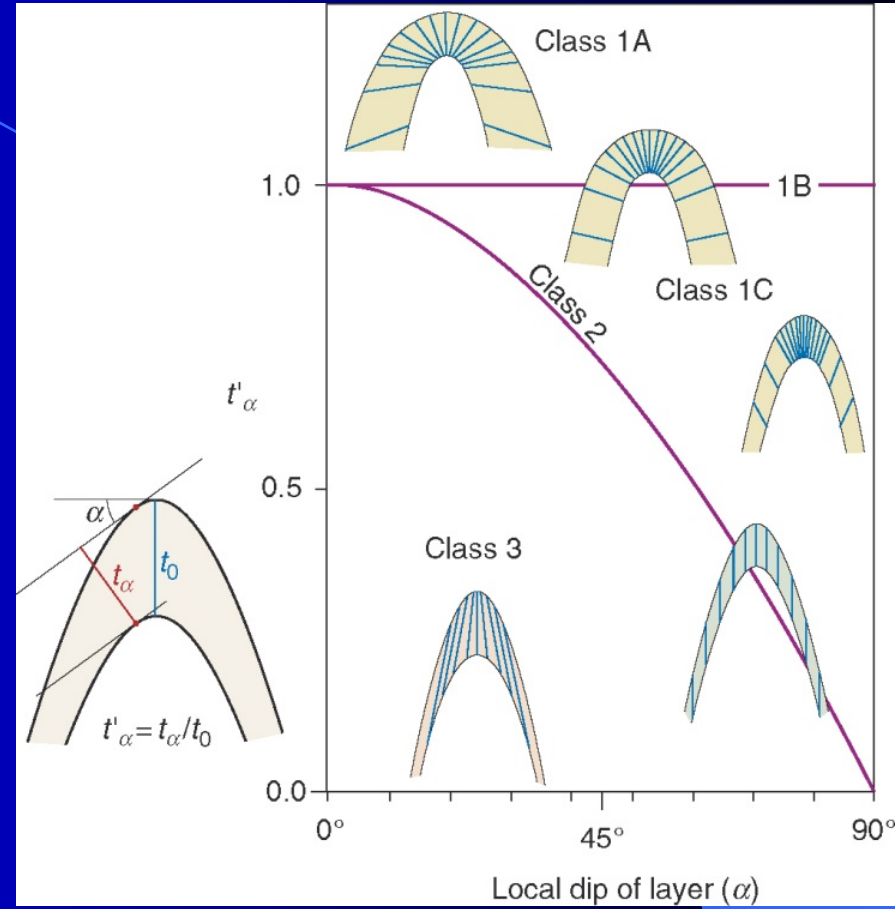 Class 1A
1.0
1B
Class 2
Class 1C
t'α
0.5
α
tα
t0
Class 3
t'α = tα/t0
0.0
0° 45° 90°
Local dip of layer (α)